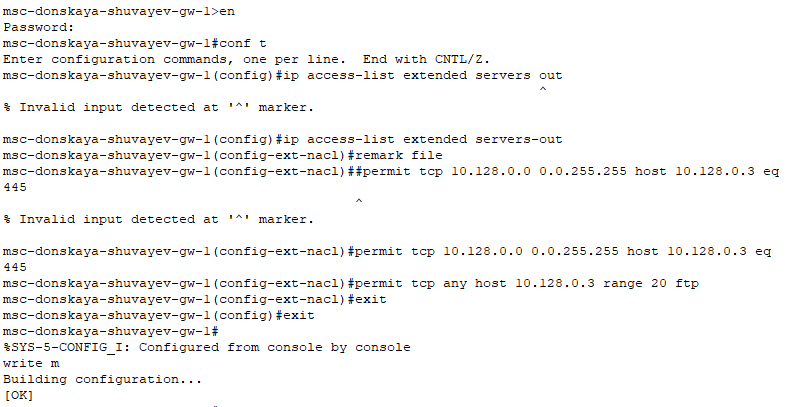 msc-donskaya-shuvayev-gw-1>en
Password:
msc-donskaya-shuvayev-gw-1#conf t
Enter configuration commands, one per line.  End with CNTL/Z.
msc-donskaya-shuvayev-gw-1(config)#ip access-list extended servers out
^
% Invalid input detected at '^' marker.
msc-donskaya-shuvayev-gw-1(config)#ip access-list extended servers-out
msc-donskaya-shuvayev-gw-1(config-ext-nacl)#remark file
msc-donskaya-shuvayev-gw-1(config-ext-nacl)##permit tcp 10.128.0.0 0.0.255.255 host 10.128.0.3 eq
445
^
% Invalid input detected at '^' marker.
msc-donskaya-shuvayev-gw-1(config-ext-nacl)#permit tcp 10.128.0.0 0.0.255.255 host 10.128.0.3 eq
445
msc-donskaya-shuvayev-gw-1(config-ext-nacl)#permit tcp any host 10.128.0.3 range 20 ftp
msc-donskaya-shuvayev-gw-1(config-ext-nacl)#exit
msc-donskaya-shuvayev-gw-1(config)#exit
msc-donskaya-shuvayev-gw-1#
%SYS-5-CONFIG_I: Configured from console by console
write m
Building configuration...
[OK]